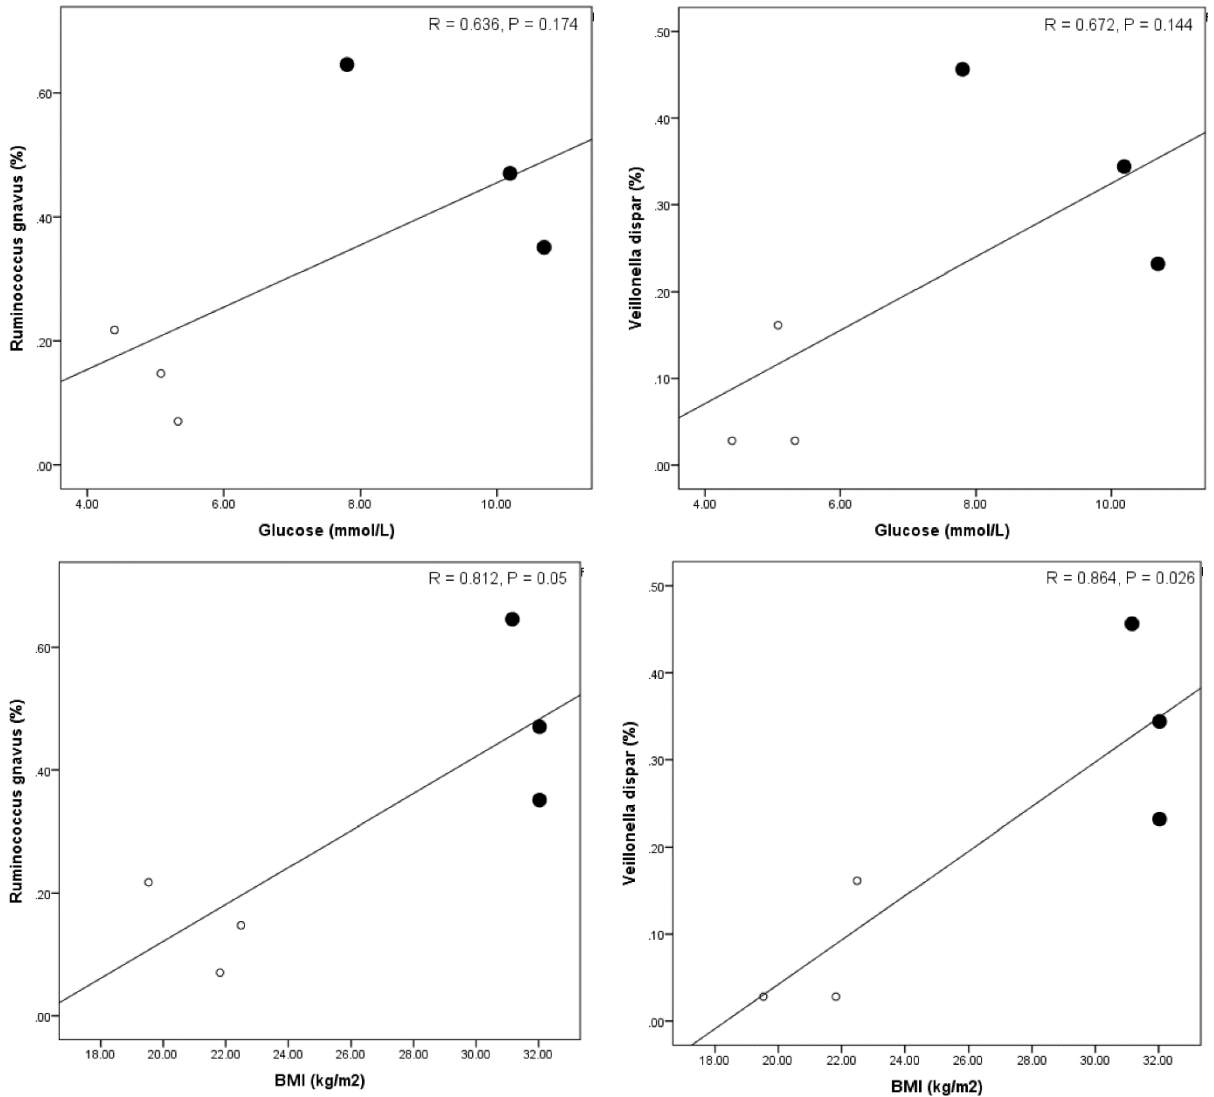 R = 0.636, P = 0.174
.60
.40
.20
.00
Ruminococcus gnavus (%)
4.00 6.00 8.00 10.00
Glucose (mmol/L)
R = 0.672, P = 0.144
.50
.40
.30
.20
.10
.00
Veillonella dispar (%)
4.00 6.00 8.00 10.00
Glucose (mmol/L)
R = 0.812, P = 0.05
.60
.40
.20
.00
Ruminococcus gnavus (%)
18.00 20.00 22.00 24.00 26.00 28.00 30.00 32.00
BMI (kg/m2)
R = 0.864, P = 0.026
.50
.40
.30
.20
.10
.00
Veillonella dispar (%)
18.00 20.00 22.00 24.00 26.00 28.00 30.00 32.00
BMI (kg/m2)